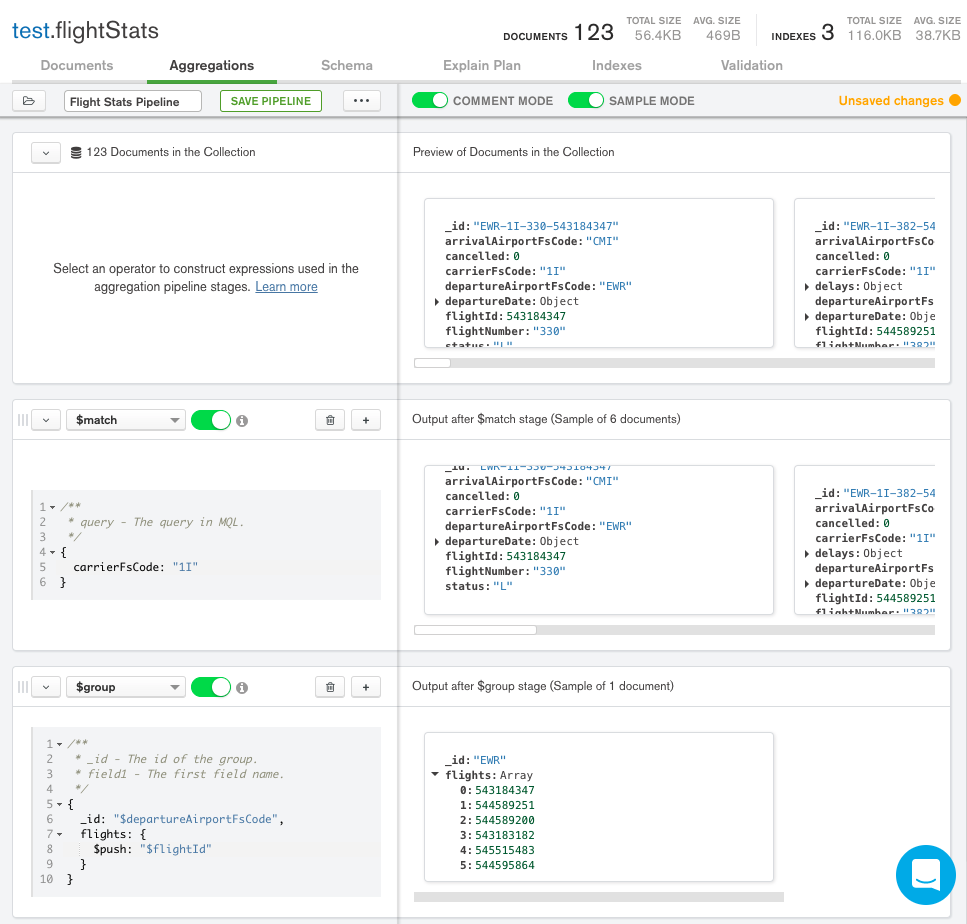 test.flightStats
DOCUMENTS 123 TOTAL SIZE 56.4KB AVG. SIZE 469B INDEXES 3 TOTAL SIZE 116.0KB AVG. SIZE 38.7KB
Documents Aggregations Schema Explain Plan Indexes Validation
Flight Stats Pipeline SAVE PIPELINE ••• COMMENT MODE SAMPLE MODE Unsaved changes
123 Documents in the Collection Preview of Documents in the Collection
Select an operator to construct expressions used in the
aggregation pipeline stages. Learn more
_id: "EWR-1I-330-543184347"
arrivalAirportFsCode: "CMI"
cancelled: 0
carrierFsCode: "1I"
departureAirportFsCode: "EWR"
departureDate: Object
flightId: 543184347
flightNumber: "330"
status: "L"
_id: "EWR-1I-382-54
arrivalAirportFsCo
cancelled: 0
carrierFsCode: "1I"
delays: Object
departureAirportFs
departureDate: Obje
flightId: 544589251
flightNumber: "382"
$match Output after $match stage (Sample of 6 documents)
1 /**
2 * query - The query in MQL.
3 */
4 {
5 carrierFsCode: "1I"
6 }
_id: "EWR-1I-330-543184347"
arrivalAirportFsCode: "CMI"
cancelled: 0
carrierFsCode: "1I"
departureAirportFsCode: "EWR"
departureDate: Object
flightId: 543184347
flightNumber: "330"
status: "L"
_id: "EWR-1I-382-54
arrivalAirportFsCo
cancelled: 0
carrierFsCode: "1I"
delays: Object
departureAirportFs
departureDate: Obje
flightId: 544589251
flightNumber: "382"
$group Output after $group stage (Sample of 1 document)
1 /**
2 * _id - The id of the group.
3 * field1 - The first field name.
4 */
5 {
6 _id: "$departureAirportFsCode",
7 flights: {
8 $push: "$flightId"
9 }
10 }
_id: "EWR"
flights: Array
0: 543184347
1: 544589251
2: 544589200
3: 543183182
4: 545515483
5: 544595864